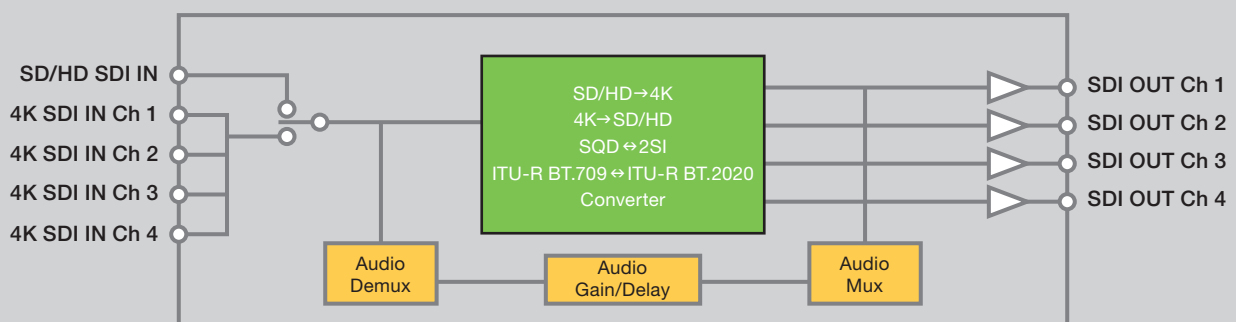 SD/HD SDI IN
4K SDI IN Ch 1
4K SDI IN Ch 2
4K SDI IN Ch 3
4K SDI IN Ch 4
SD/HD→4K
4K→SD/HD
SQD↔2SI
ITU-R BT.709↔ITU-R BT.2020
Converter
SDI OUT Ch 1
SDI OUT Ch 2
SDI OUT Ch 3
SDI OUT Ch 4
Audio
Demux
Audio
Gain/Delay
Audio
Mux